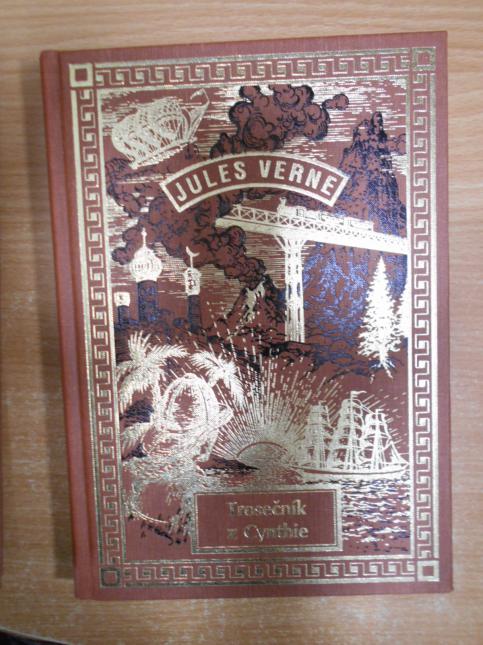 JULES VERNE
Trosečník
z Cynthie